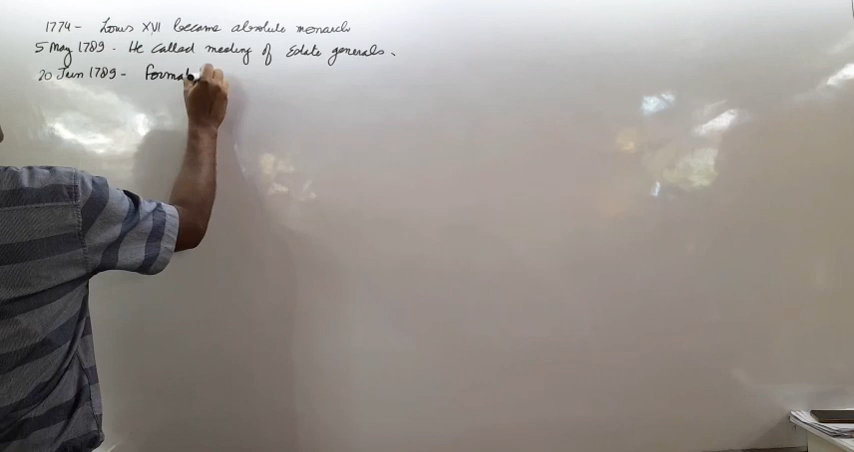 1774 - Louis XVI became absolute monarch
5 May 1789 - He called meeting of Estate generals.
20 Jun 1789 - Format